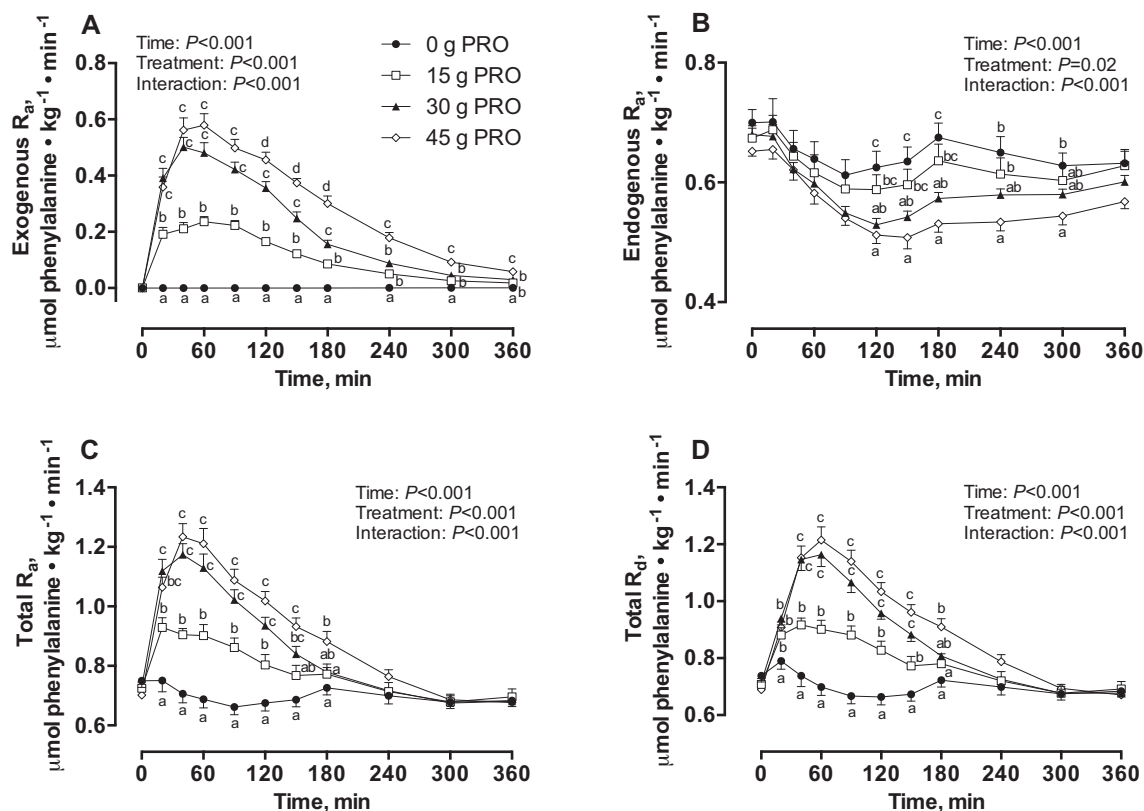 A
Time: P<0.001
Treatment: P<0.001
Interaction: P<0.001
0 g PRO
15 g PRO
30 g PRO
45 g PRO
Exogenous Ra,
μmol phenylalanine • kg-1 • min-1
0.8
0.6
0.4
0.2
0.0
c c
c c d
c c d
c c d
b b b b b c c
b b b c
b b b b
a a a a a a a a a a b
0 60 120 180 240 300 360
Time, min
B
Time: P<0.001
Treatment: P=0.02
Interaction: P<0.001
Endogenous Ra,
μmol phenylalanine • kg-1 • min-1
0.8
0.6
0.4
c c c b b
bc bc bc b b
ab ab ab ab ab
a a a a a
0 60 120 180 240 300 360
Time, min
C
Time: P<0.001
Treatment: P<0.001
Interaction: P<0.001
Total Ra,
μmol phenylalanine • kg-1 • min-1
1.4
1.2
1.0
0.8
0.6
c c c c c c b
bc c c c c bc
b b b b b ab a
a a a a a a
0 60 120 180 240 300 360
Time, min
D
Time: P<0.001
Treatment: P<0.001
Interaction: P<0.001
Total Rd,
μmol phenylalanine • kg-1 • min-1
1.4
1.2
1.0
0.8
0.6
c c c c c b
b c c c c c ab
b b b b b b a
b a a a a a
0 60 120 180 240 300 360
Time, min